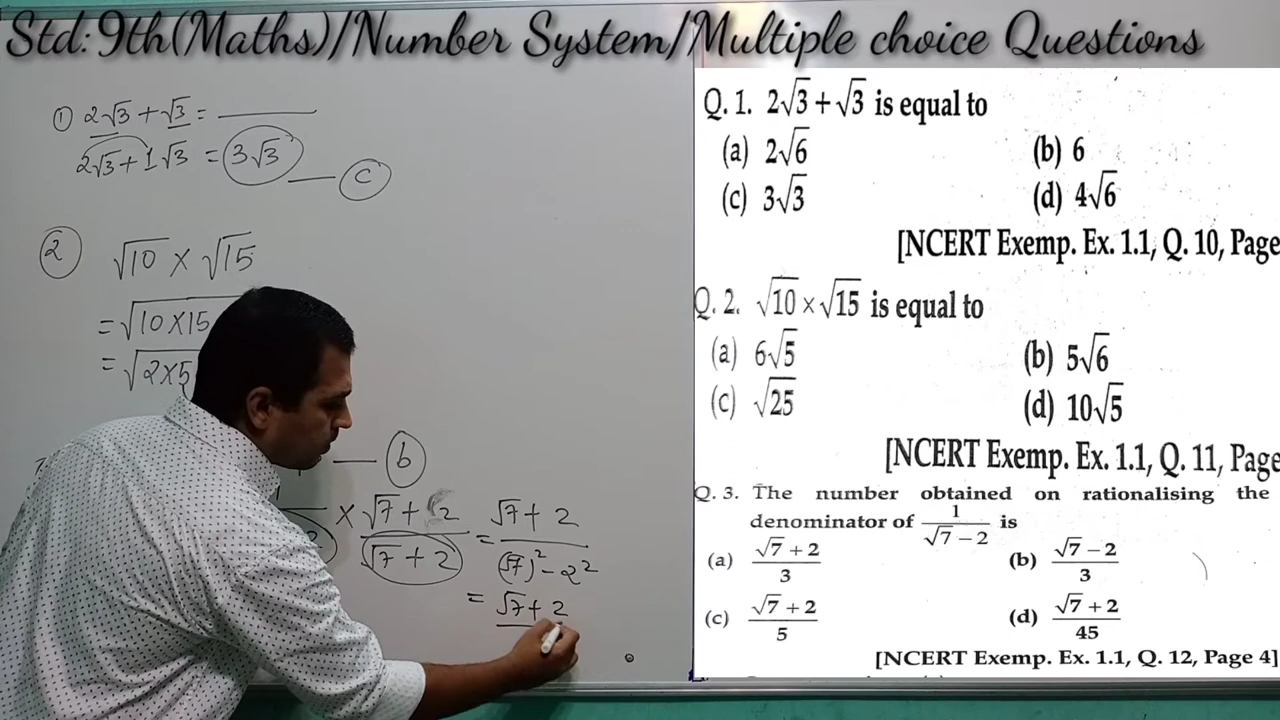 Std: 9th(Maths)/Number System/Multiple choice Questions
① 2√3 + √3 =
2√3 + 1√3 = 3√3 — c
② √10 × √15
= √10×15
= √2×5
— b
× √7 + 2 / √7 + 2 = √7 + 2 / (√7)² - 2²
= √7 + 2
Q. 1. 2√3 + √3 is equal to
(a) 2√6 (b) 6
(c) 3√3 (d) 4√6
[NCERT Exemp. Ex. 1.1, Q. 10, Page
Q. 2. √10 × √15 is equal to
(a) 6√5 (b) 5√6
(c) √25 (d) 10√5
[NCERT Exemp. Ex. 1.1, Q. 11, Page
Q. 3. The number obtained on rationalising the
denominator of 1/√7 − 2 is
(a) √7 + 2 / 3 (b) √7 − 2 / 3
(c) √7 + 2 / 5 (d) √7 + 2 / 45
[NCERT Exemp. Ex. 1.1, Q. 12, Page 4]